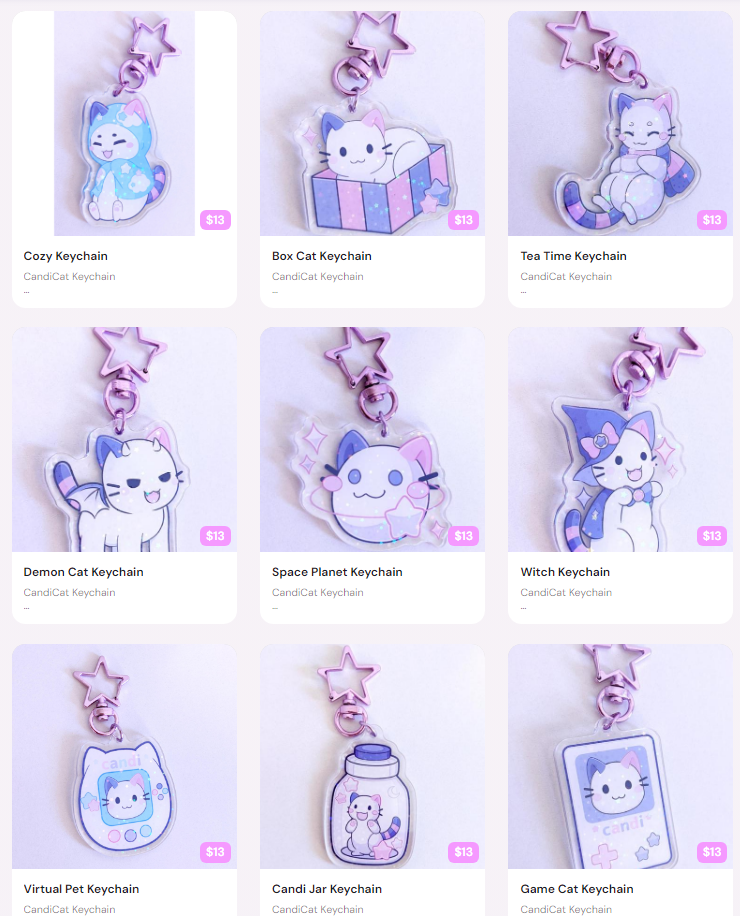 $13
Cozy Keychain
CandiCat Keychain
...
$13
Box Cat Keychain
CandiCat Keychain
...
$13
Tea Time Keychain
CandiCat Keychain
...
$13
Demon Cat Keychain
CandiCat Keychain
...
$13
Space Planet Keychain
CandiCat Keychain
...
$13
Witch Keychain
CandiCat Keychain
...
candi
$13
Virtual Pet Keychain
CandiCat Keychain
$13
Candi Jar Keychain
CandiCat Keychain
candi
$13
Game Cat Keychain
CandiCat Keychain